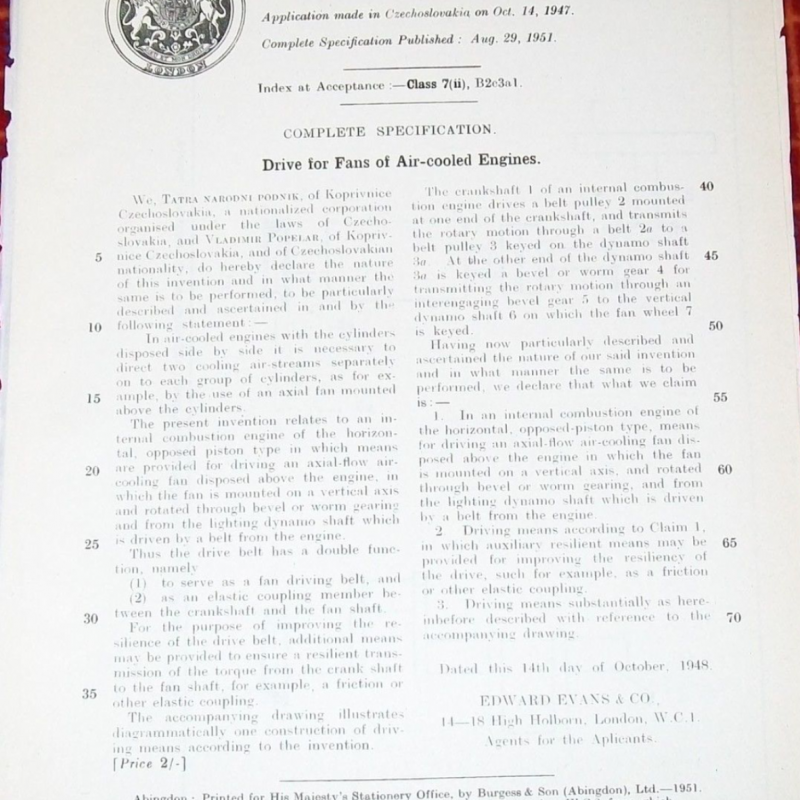 LONDON
Application made in Czechoslovakia on Oct. 14, 1947.
Complete Specification Published : Aug. 29, 1951.
Index at Acceptance :—Class 7(ii), B2c3a1.
COMPLETE SPECIFICATION.
Drive for Fans of Air-cooled Engines.
We, TATRA NARODNI PODNIK, of Koprivnice
Czechoslovakia, a nationalized corporation
organised under the laws of Czecho-
slovakia, and VLADIMIR POPELAR, of Kopriv-
5 nice Czechoslovakia, and of Czechoslovakian
nationality, do hereby declare the nature
of this invention and in what manner the
same is to be performed, to be particularly
described and ascertained in and by the
10 following statement :—
In air-cooled engines with the cylinders
disposed side by side it is necessary to
direct two cooling air-streams separately
on to each group of cylinders, as for ex-
15 ample, by the use of an axial fan mounted
above the cylinders.
The present invention relates to an in-
ternal combustion engine of the horizon-
tal, opposed piston type in which means
20 are provided for driving an axial-flow air-
cooling fan disposed above the engine, in
which the fan is mounted on a vertical axis
and rotated through bevel or worm gearing
and from the lighting dynamo shaft which
25 is driven by a belt from the engine.
Thus the drive belt has a double func-
tion, namely
(1) to serve as a fan driving belt, and
(2) as an elastic coupling member be-
30 tween the crankshaft and the fan shaft.
For the purpose of improving the re-
silience of the drive belt, additional means
may be provided to ensure a resilient trans-
mission of the torque from the crank shaft
35 to the fan shaft, for example, a friction or
other elastic coupling.
The accompanying drawing illustrates
diagrammatically one construction of driv-
ing means according to the invention.
[Price 2/-]
The crankshaft 1 of an internal combus- 40
tion engine drives a belt pulley 2 mounted
at one end of the crankshaft, and transmits
the rotary motion through a belt 2a to a
belt pulley 3 keyed on the dynamo shaft
3a. At the other end of the dynamo shaft 45
3a is keyed a bevel or worm gear 4 for
transmitting the rotary motion through an
interengaging bevel gear 5 to the vertical
dynamo shaft 6 on which the fan wheel 7
is keyed. 50
Having now particularly described and
ascertained the nature of our said invention
and in what manner the same is to be
performed, we declare that what we claim
is :— 55
1. In an internal combustion engine of
the horizontal, opposed-piston type, means
for driving an axial-flow air-cooling fan dis-
posed above the engine in which the fan
is mounted on a vertical axis, and rotated 60
through bevel or worm gearing, and from
the lighting dynamo shaft which is driven
by a belt from the engine.
2 Driving means according to Claim 1,
in which auxiliary resilient means may be 65
provided for improving the resiliency of
the drive, such for example, as a friction
or other elastic coupling.
3. Driving means substantially as here-
inbefore described with reference to the 70
accompanying drawing.
Dated this 14th day of October, 1948.
EDWARD EVANS & CO.,
14—18 High Holborn, London, W.C.1.
Agents for the Aplicants.
Abingdon : Printed for His Majesty's Stationery Office, by Burgess & Son (Abingdon), Ltd.—1951.